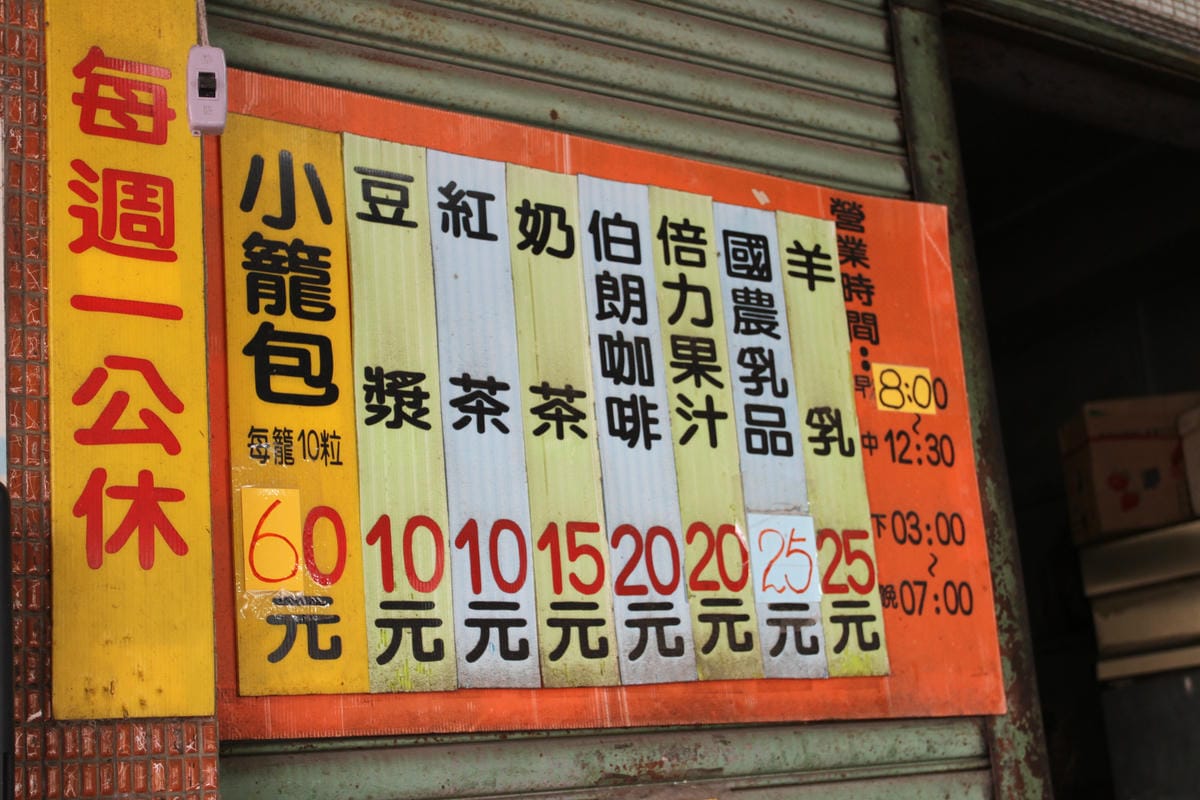 每週一公休
小籠包
每籠10粒
60元
豆漿
10元
紅茶
10元
奶茶
15元
伯朗咖啡
20元
倍力果汁
20元
國農乳品
25元
羊乳
25元
營業時間：
早8:00
～
中12:30
下03:00
～
晚07:00